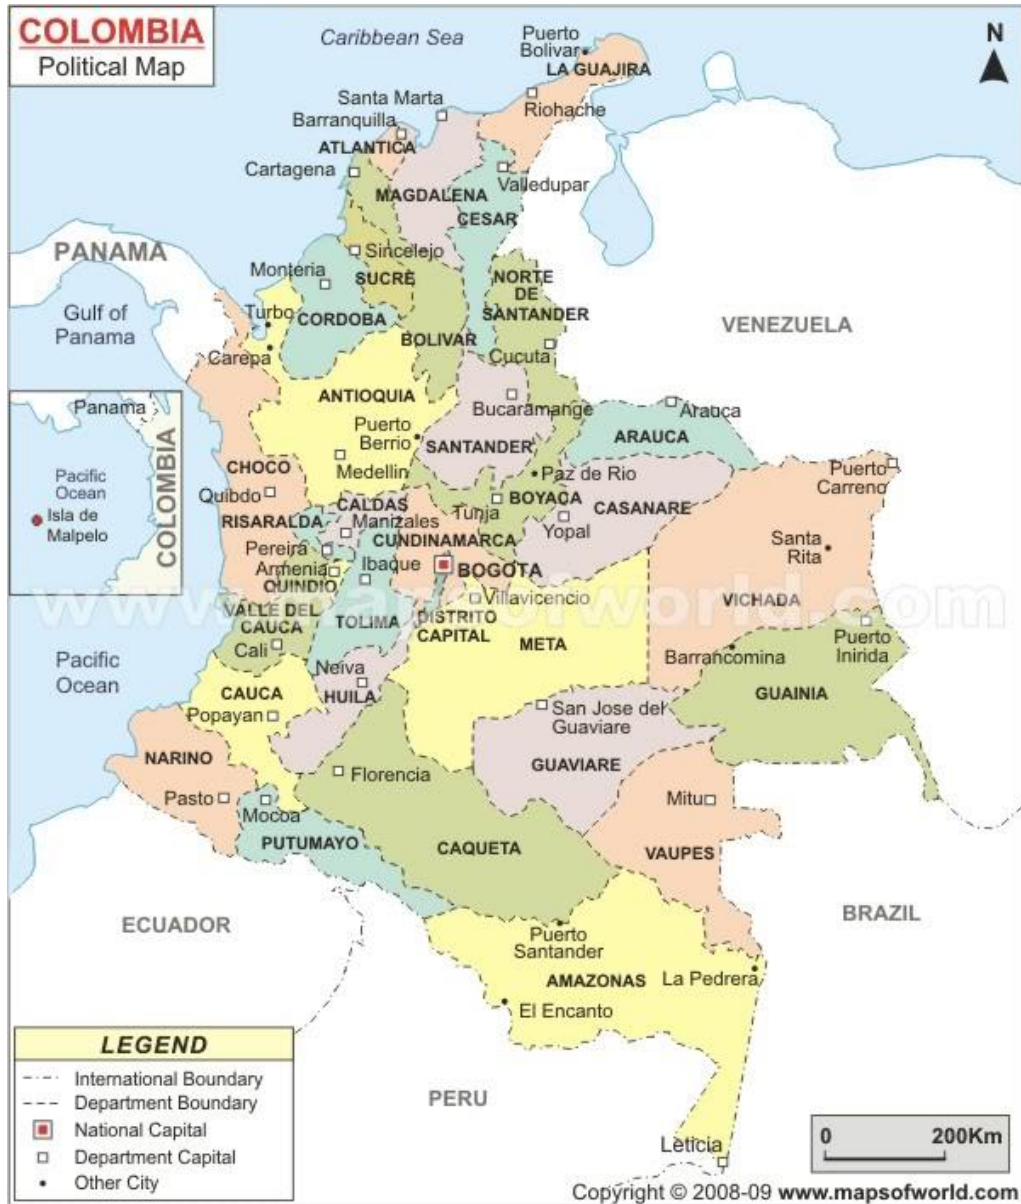 COLOMBIA
Political Map
Caribbean Sea
Puerto
Bolivar
LA GUAJIRA
N
Santa Marta
Riohache
Barranquilla
ATLANTICA
Cartagena
Valledupar
MAGDALENA
CESAR
PANAMA
Sincelejo
Monteria
SUCRE
NORTE
DE
SANTANDER
Gulf of
Panama
Turbo
CORDOBA
VENEZUELA
BOLIVAR
Carepa
Cucuta
ANTIOQUIA
Bucaramange
Arauca
Panama
Puerto
Berrio
SANTANDER
ARAUCA
COLOMBIA
CHOCO
Medellin
Paz de Rio
Puerto
Carreno
Pacific
Ocean
Quibdo
BOYACA
CASANARE
Isla de
Malpelo
CALDAS
Tunja
RISARALDA
Manizales
Yopal
CUNDINAMARCA
Santa
Rita
Pereira
Armenia
Ibaque
BOGOTA
QUINDIO
Villavicencio
VICHADA
www.mapsofworld.com
VALLE DEL
CAUCA
TOLIMA
DISTRITO
CAPITAL
META
Puerto
Inirida
Cali
Barrancomina
Pacific
Ocean
Neiva
CAUCA
HUILA
GUAINIA
Popayan
San Jose del
Guaviare
NARINO
GUAVIARE
Florencia
Pasto
Mocoa
Mitu
PUTUMAYO
CAQUETA
VAUPES
ECUADOR
BRAZIL
Puerto
Santander
AMAZONAS
La Pedrera
El Encanto
LEGEND
International Boundary
Department Boundary
National Capital
Department Capital
Other City
PERU
Leticia
0 200Km
Copyright © 2008-09 www.mapsofworld.com